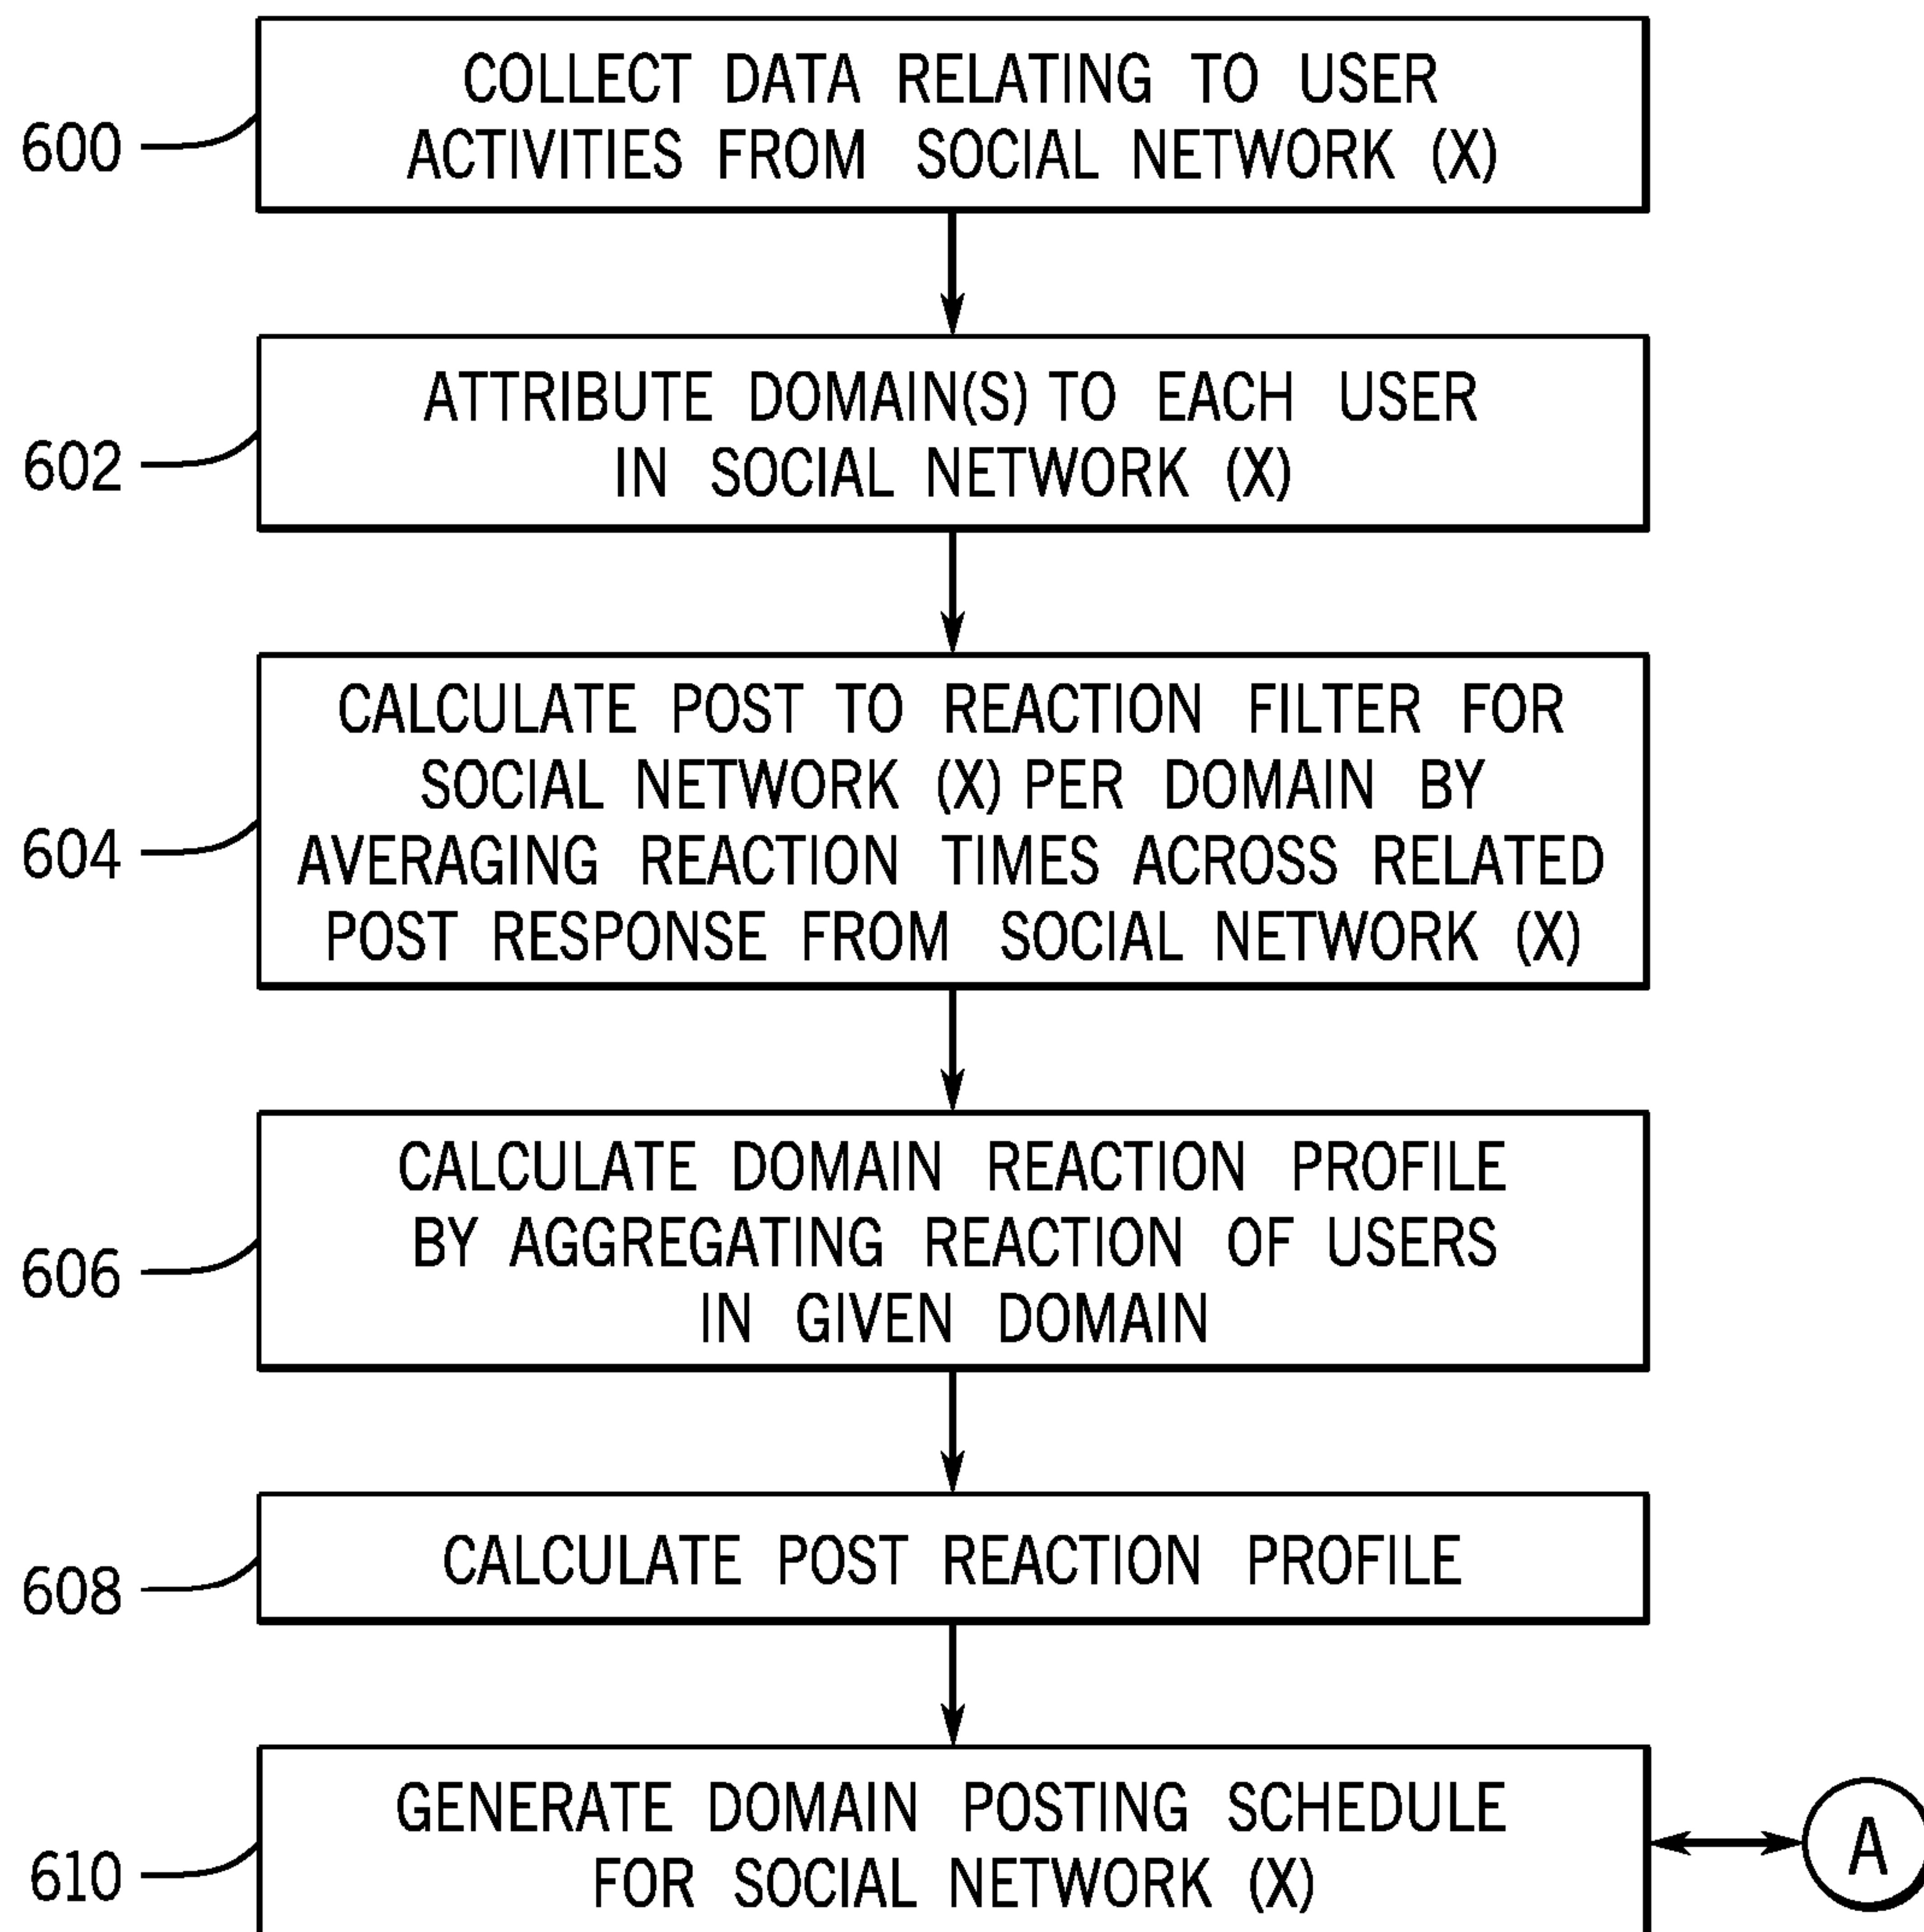 COLLECT DATA RELATING TO USER
ACTIVITIES FROM SOCIAL NETWORK (X)
600
ATTRIBUTE DOMAIN(S) TO EACH USER
IN SOCIAL NETWORK (X)
602
CALCULATE POST TO REACTION FILTER FOR
SOCIAL NETWORK (X) PER DOMAIN BY
AVERAGING REACTION TIMES ACROSS RELATED
POST RESPONSE FROM SOCIAL NETWORK (X)
604
CALCULATE DOMAIN REACTION PROFILE
BY AGGREGATING REACTION OF USERS
IN GIVEN DOMAIN
606
CALCULATE POST REACTION PROFILE
608
GENERATE DOMAIN POSTING SCHEDULE
FOR SOCIAL NETWORK (X)
610
A